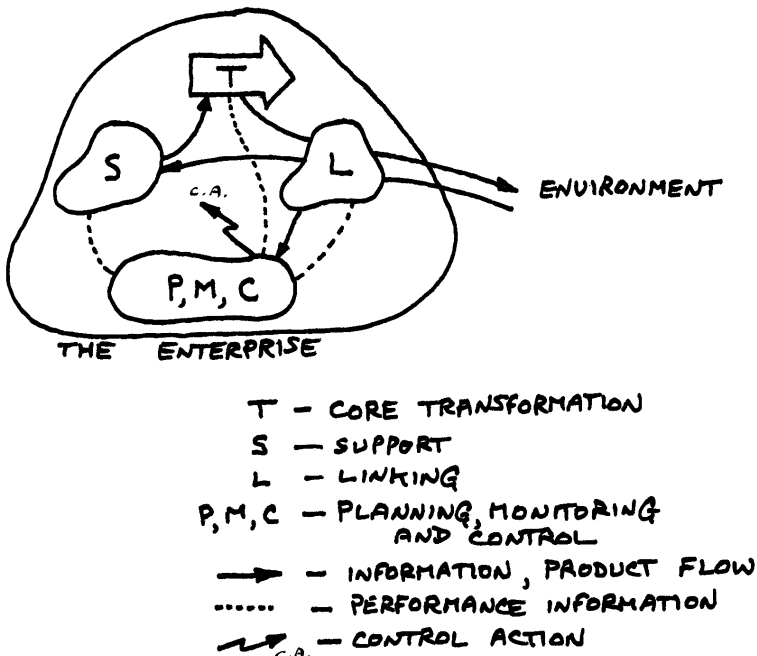 T
S
L
C.A.
ENVIRONMENT
P, M, C
THE ENTERPRISE
T - CORE TRANSFORMATION
S - SUPPORT
L - LINKING
P, M, C - PLANNING, MONITORING
AND CONTROL
- INFORMATION, PRODUCT FLOW
- PERFORMANCE INFORMATION
C.A. - CONTROL ACTION